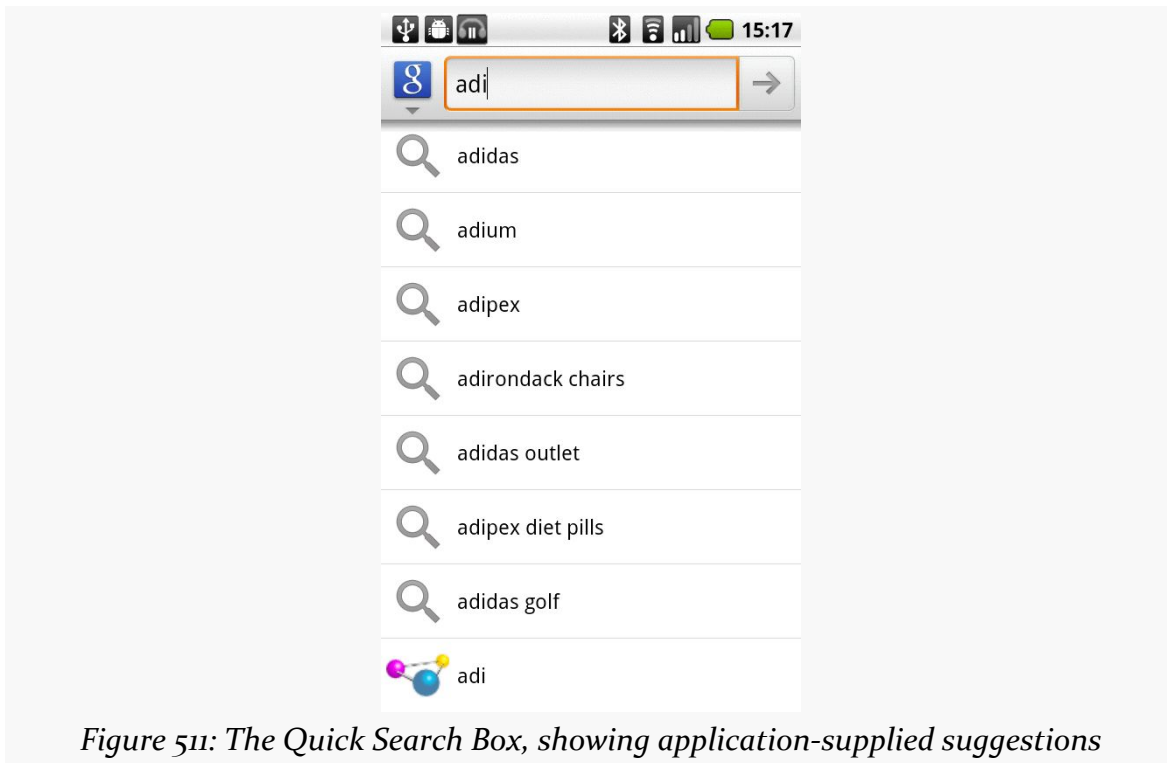 15:17
g adi
adidas
adium
adipex
adirondack chairs
adidas outlet
adipex diet pills
adidas golf
adi
Figure 511: The Quick Search Box, showing application-supplied suggestions